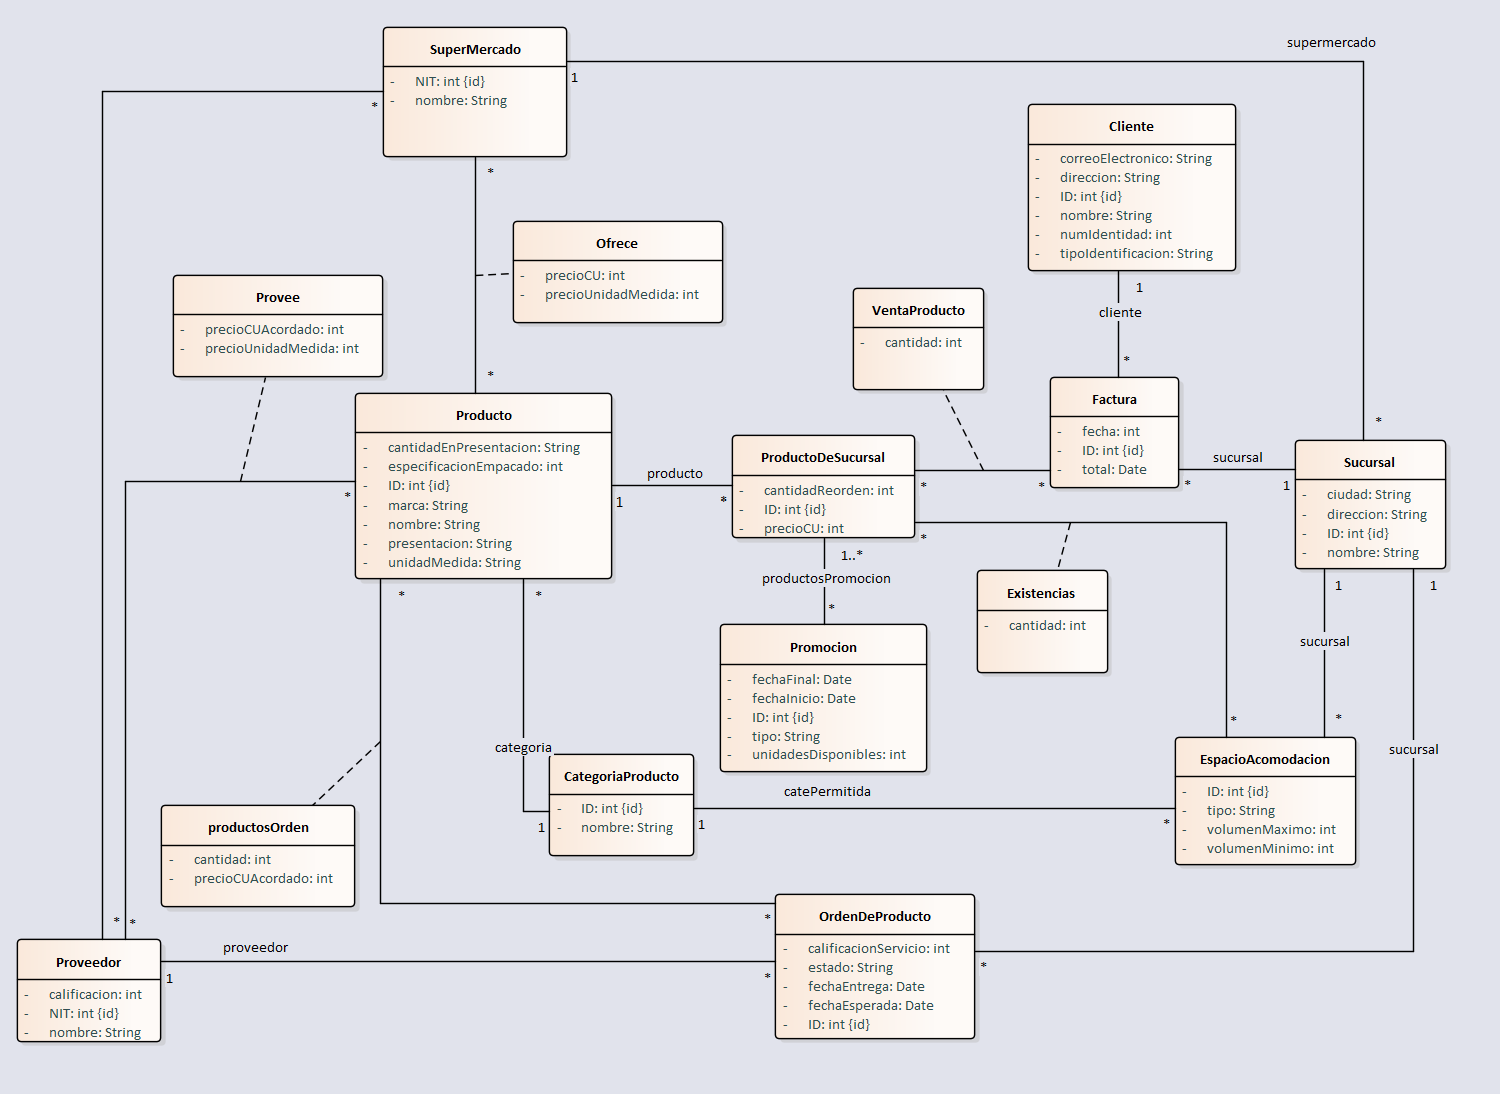 SuperMercado
- NIT: int {id}
- nombre: String
supermercado
1
*
*
*
Cliente
- correoElectronico: String
- direccion: String
- ID: int {id}
- nombre: String
- numIdentidad: int
- tipoIdentificacion: String
1
cliente
*
Ofrece
- precioCU: int
- precioUnidadMedida: int
Provee
- precioCUAcordado: int
- precioUnidadMedida: int
VentaProducto
- cantidad: int
*
Producto
- cantidadEnPresentacion: String
- especificacionEmpacado: int
- ID: int {id}
- marca: String
- nombre: String
- presentacion: String
- unidadMedida: String
*
producto
1
*
ProductoDeSucursal
- cantidadReorden: int
- ID: int {id}
- precioCU: int
*
*
*
Factura
- fecha: int
- ID: int {id}
- total: Date
sucursal
*
1
Sucursal
- ciudad: String
- direccion: String
- ID: int {id}
- nombre: String
1..*
productosPromocion
*
Existencias
- cantidad: int
*
*
1
1
sucursal
*
*
sucursal
Promocion
- fechaFinal: Date
- fechaInicio: Date
- ID: int {id}
- tipo: String
- unidadesDisponibles: int
categoria
1
CategoriaProducto
- ID: int {id}
- nombre: String
catePermitida
1
*
EspacioAcomodacion
- ID: int {id}
- tipo: String
- volumenMaximo: int
- volumenMinimo: int
productosOrden
- cantidad: int
- precioCUAcordado: int
*
*
*
OrdenDeProducto
- calificacionServicio: int
- estado: String
- fechaEntrega: Date
- fechaEsperada: Date
- ID: int {id}
*
*
proveedor
1
Proveedor
- calificacion: int
- NIT: int {id}
- nombre: String